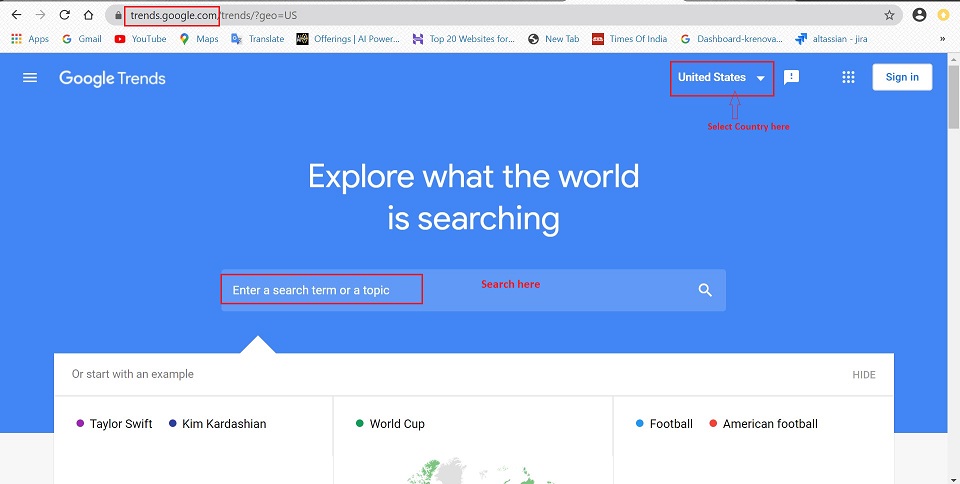 trends.google.com/trends/?geo=US
Apps Gmail YouTube Maps Translate Offerings | AI Power... Top 20 Websites for... New Tab Times Of India Dashboard-krenova... altassian - jira »
Google Trends United States Sign in
Select Country here
Explore what the world
is searching
Enter a search term or a topic Search here
Or start with an example HIDE
Taylor Swift Kim Kardashian World Cup Football American football